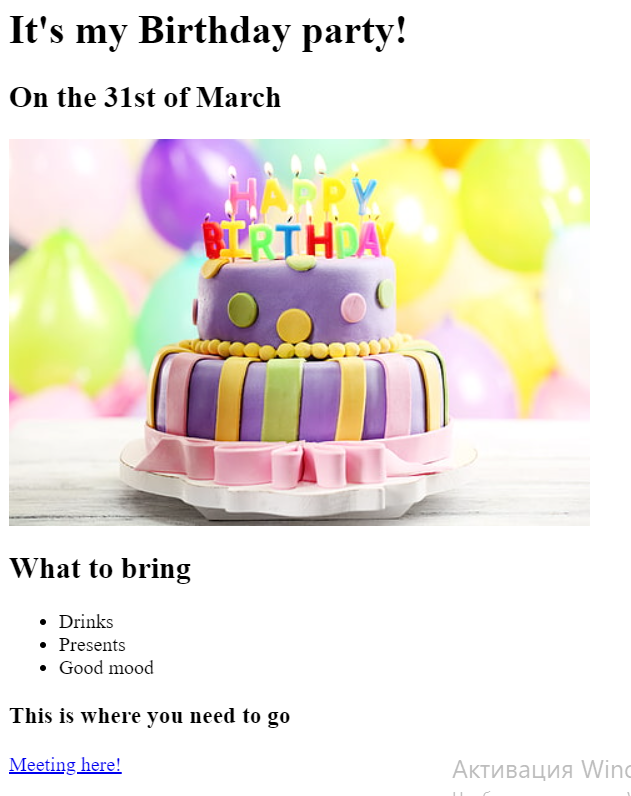 It's my Birthday party!
On the 31st of March
HAPPY
BIRTHDAY
What to bring
Drinks
Presents
Good mood
This is where you need to go
Meeting here!
Активация Wind